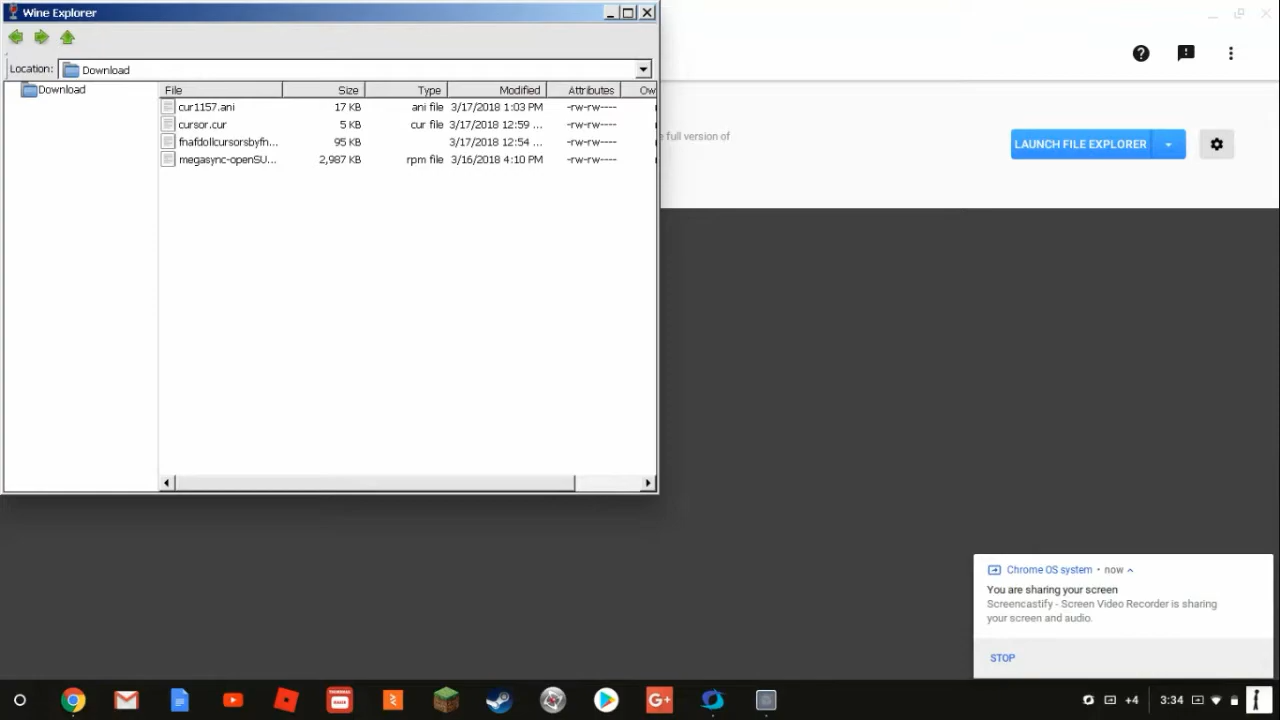 Wine Explorer
Location: Download
Download
File Size Type Modified Attributes Ow
cur1157.ani 17 KB ani file 3/17/2018 1:03 PM -rw-rw----
cursor.cur 5 KB cur file 3/17/2018 12:59 ... -rw-rw----
fnafdollcursorsbyfn... 95 KB 3/17/2018 12:54 ... -rw-rw----
megasync-openSU... 2,987 KB rpm file 3/16/2018 4:10 PM -rw-rw----
e full version of
LAUNCH FILE EXPLORER
Chrome OS system • now
You are sharing your screen
Screencastify - Screen Video Recorder is sharing
your screen and audio.
STOP
G+
+4
3:34